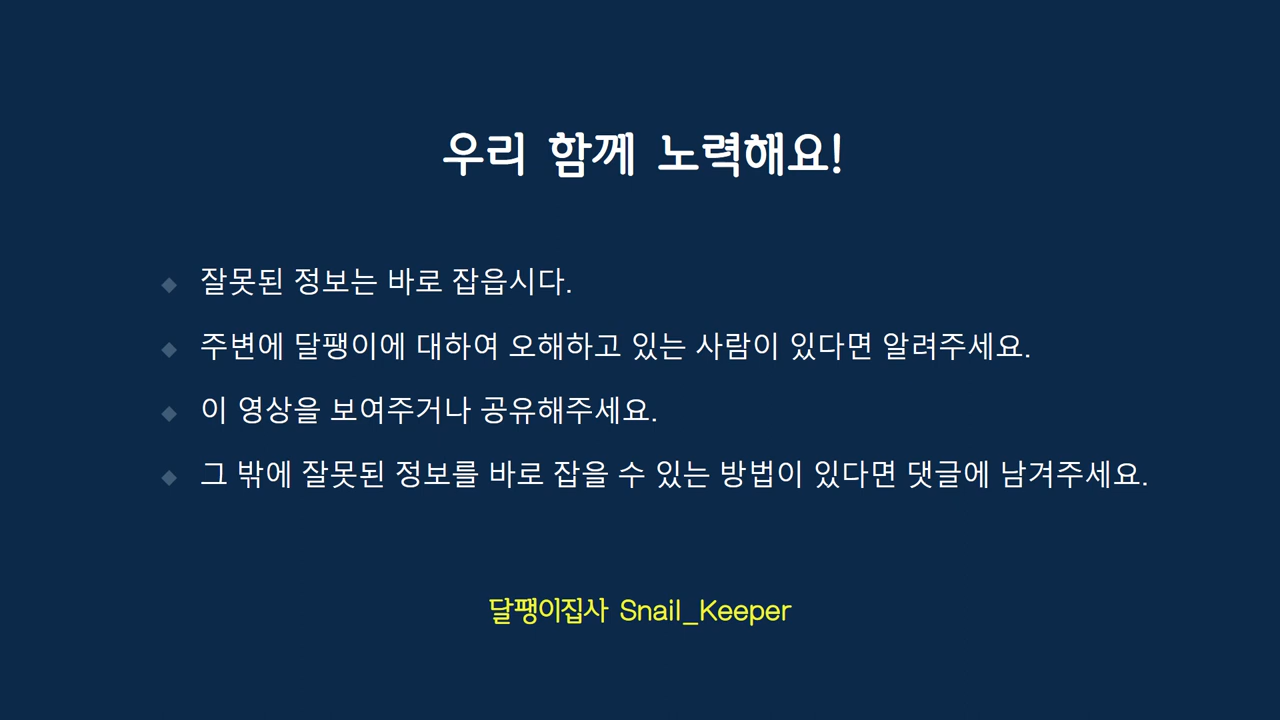 우리 함께 노력해요!
잘못된 정보는 바로 잡읍시다.
주변에 달팽이에 대하여 오해하고 있는 사람이 있다면 알려주세요.
이 영상을 보여주거나 공유해주세요.
그 밖에 잘못된 정보를 바로 잡을 수 있는 방법이 있다면 댓글에 남겨주세요.
달팽이집사 Snail_Keeper